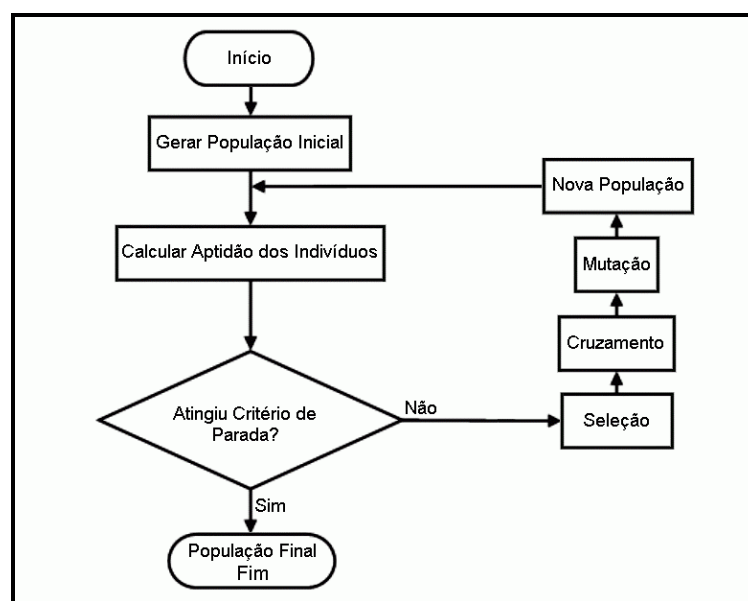 Início
Gerar População Inicial
Nova População
Calcular Aptidão dos Indivíduos
Mutação
Cruzamento
Atingiu Critério de
Parada?
Não
Seleção
Sim
População Final
Fim